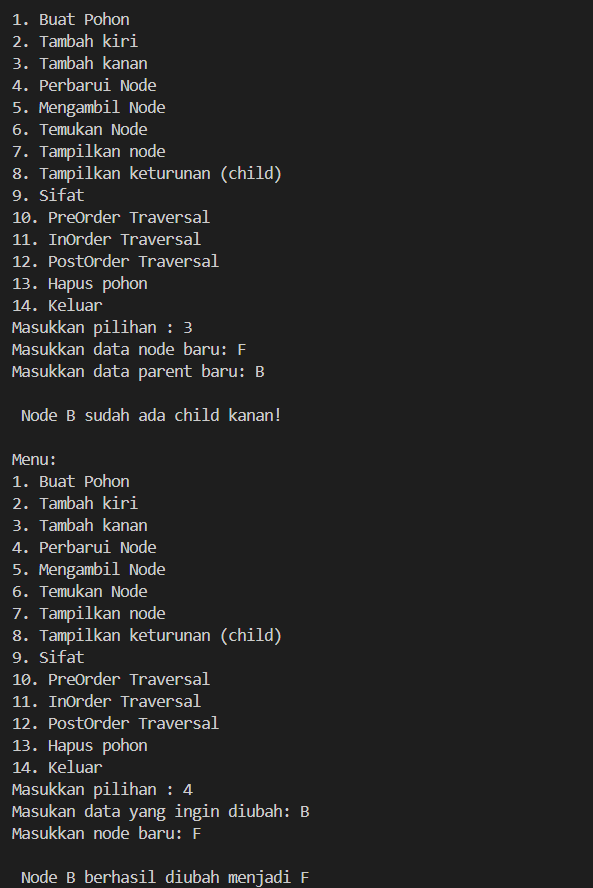 1. Buat Pohon
2. Tambah kiri
3. Tambah kanan
4. Perbarui Node
5. Mengambil Node
6. Temukan Node
7. Tampilkan node
8. Tampilkan keturunan (child)
9. Sifat
10. PreOrder Traversal
11. InOrder Traversal
12. PostOrder Traversal
13. Hapus pohon
14. Keluar
Masukkan pilihan : 3
Masukkan data node baru: F
Masukkan data parent baru: B
Node B sudah ada child kanan!
Menu:
1. Buat Pohon
2. Tambah kiri
3. Tambah kanan
4. Perbarui Node
5. Mengambil Node
6. Temukan Node
7. Tampilkan node
8. Tampilkan keturunan (child)
9. Sifat
10. PreOrder Traversal
11. InOrder Traversal
12. PostOrder Traversal
13. Hapus pohon
14. Keluar
Masukkan pilihan : 4
Masukan data yang ingin diubah: B
Masukkan node baru: F
Node B berhasil diubah menjadi F